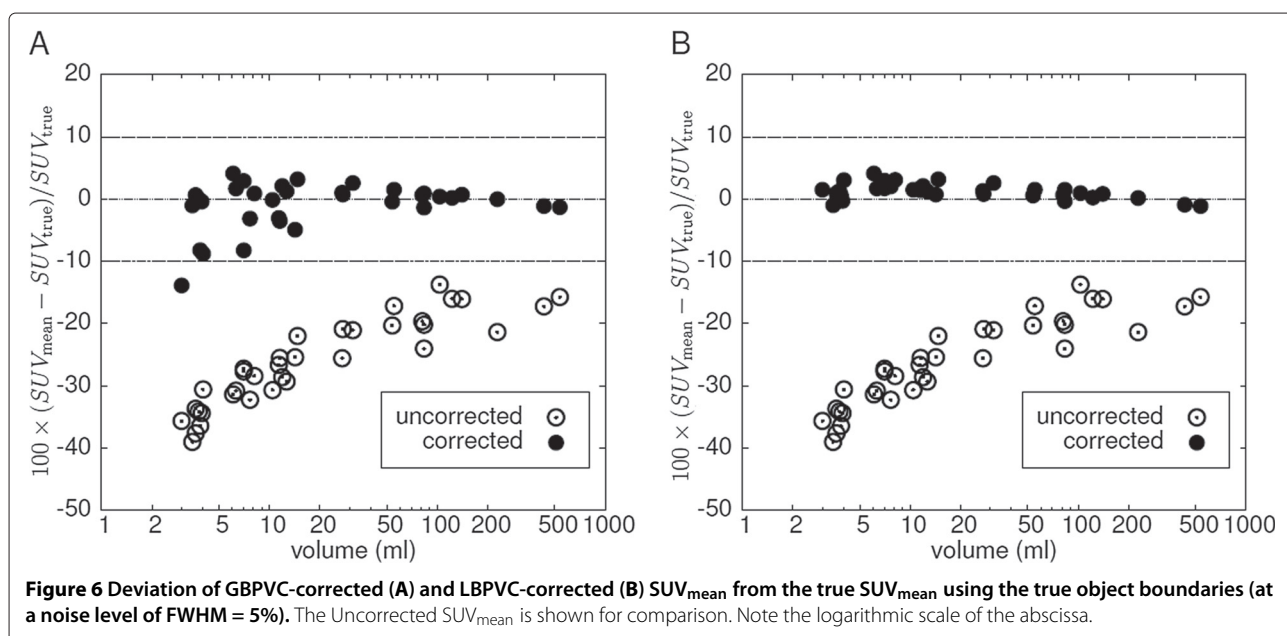 A
B
20
10
0
-10
-20
-30
-40
-50
100 × (SUVmean − SUVtrue)/SUVtrue
uncorrected
corrected
1 2 5 10 20 50 100 200 500 1000
volume (ml)
20
10
0
-10
-20
-30
-40
-50
100 × (SUVmean − SUVtrue)/SUVtrue
uncorrected
corrected
1 2 5 10 20 50 100 200 500 1000
volume (ml)
Figure 6 Deviation of GBPVC-corrected (A) and LBPVC-corrected (B) SUVmean from the true SUVmean using the true object boundaries (at
a noise level of FWHM = 5%). The Uncorrected SUVmean is shown for comparison. Note the logarithmic scale of the abscissa.